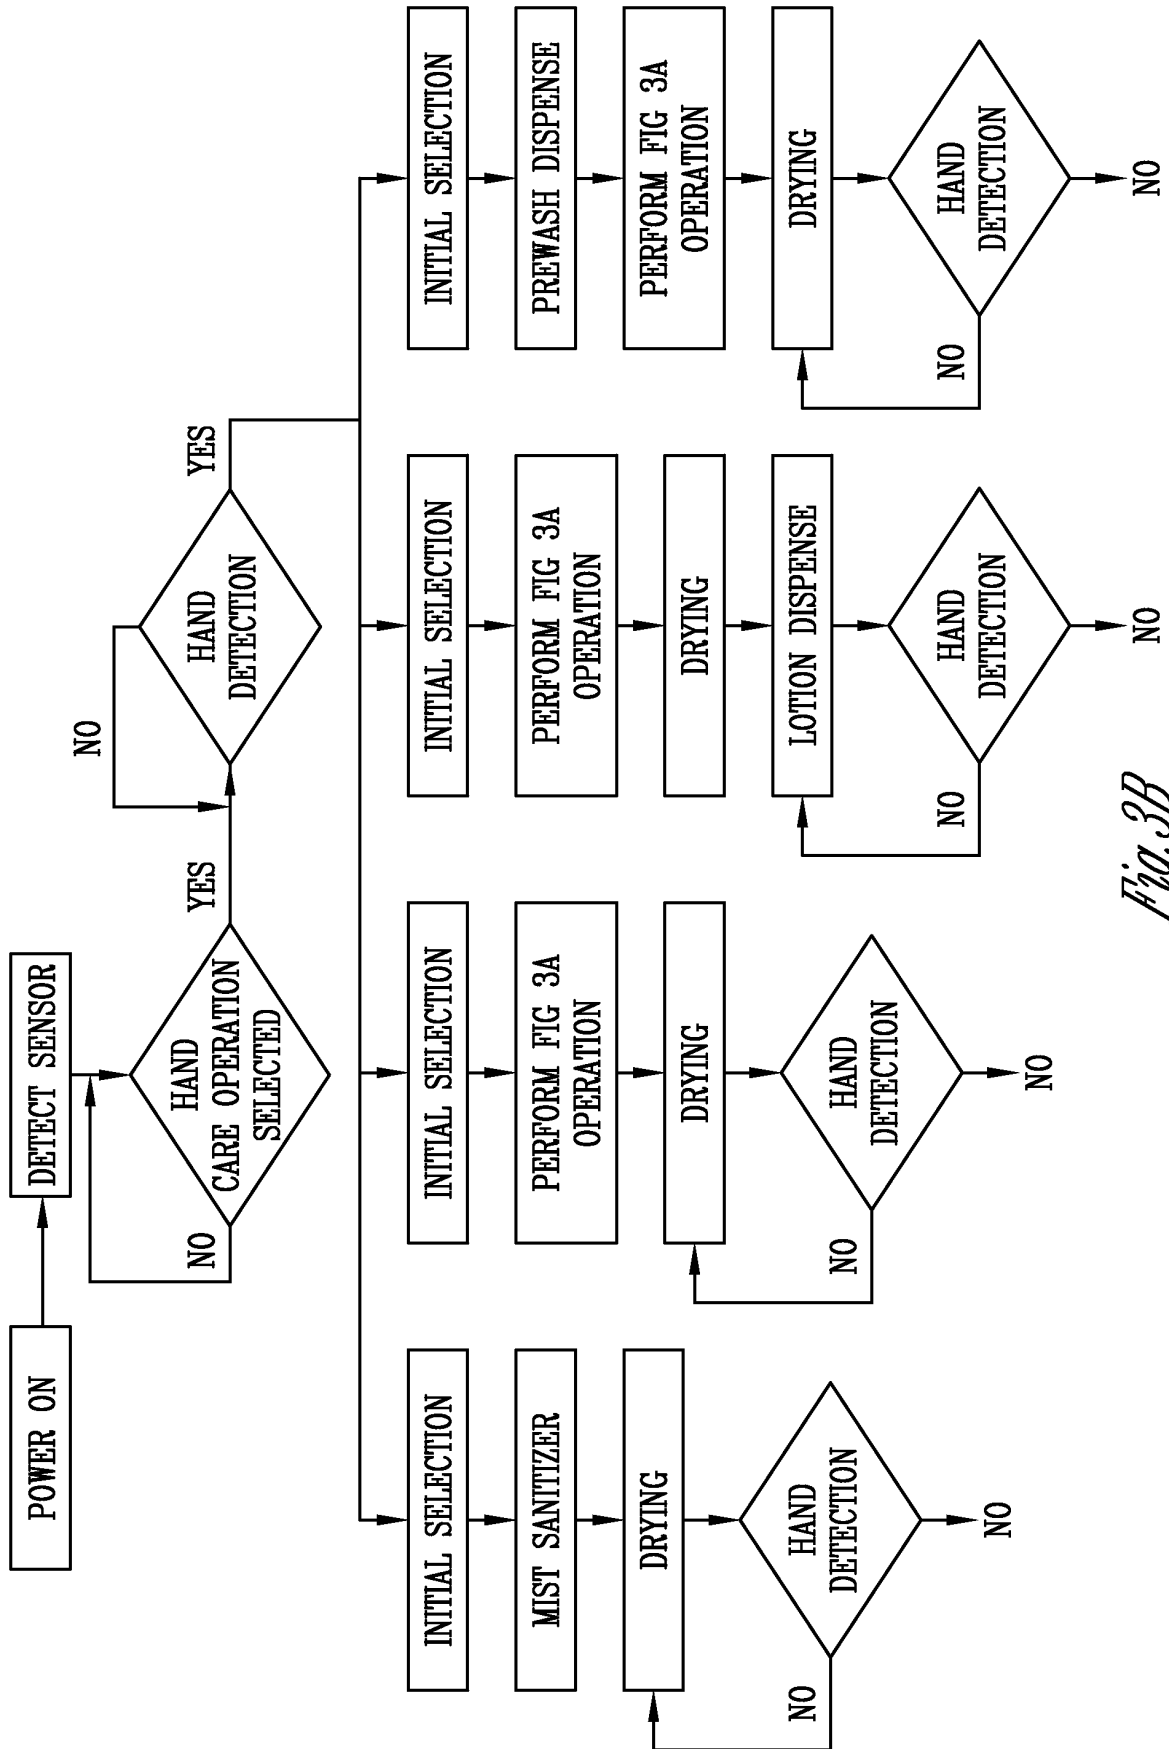 POWER ON
DETECT SENSOR
HAND
CARE OPERATION
SELECTED
NO
YES
HAND
DETECTION
NO
YES
INITIAL SELECTION
MIST SANITIZER
DRYING
HAND
DETECTION
NO
NO
INITIAL SELECTION
PERFORM FIG 3A
OPERATION
DRYING
HAND
DETECTION
NO
NO
INITIAL SELECTION
PERFORM FIG 3A
OPERATION
DRYING
LOTION DISPENSE
HAND
DETECTION
NO
NO
INITIAL SELECTION
PREWASH DISPENSE
PERFORM FIG 3A
OPERATION
DRYING
HAND
DETECTION
NO
NO
Fig.3B